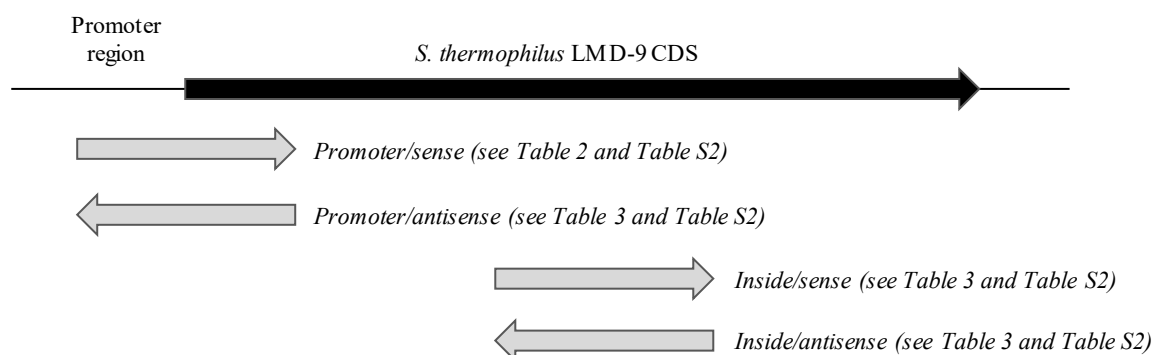 Promoter
region
S. thermophilus LMD-9 CDS
Promoter/sense (see Table 2 and Table S2)
Promoter/antisense (see Table 3 and Table S2)
Inside/sense (see Table 3 and Table S2)
Inside/antisense (see Table 3 and Table S2)